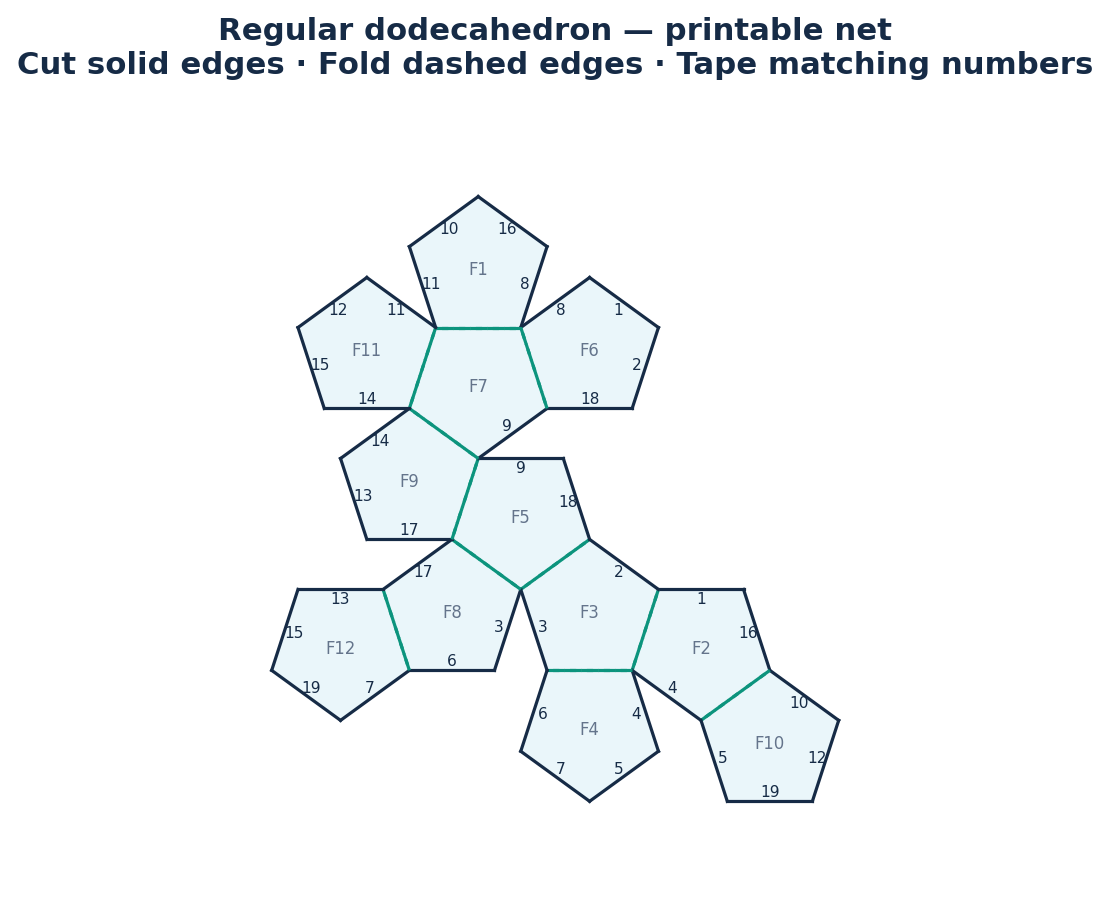 Regular dodecahedron — printable net
Cut solid edges · Fold dashed edges · Tape matching numbers
10 16
F1
11 8
12 11 8 1
F11 F6
15 2
F7
14 18
9
14
9
F9
13 18
F5
17
17 2
13 1
F8 F3
15 3 3 16
F12 F2
6
19 7 4
10
6 4
F4
F10
5 12
7 5
19